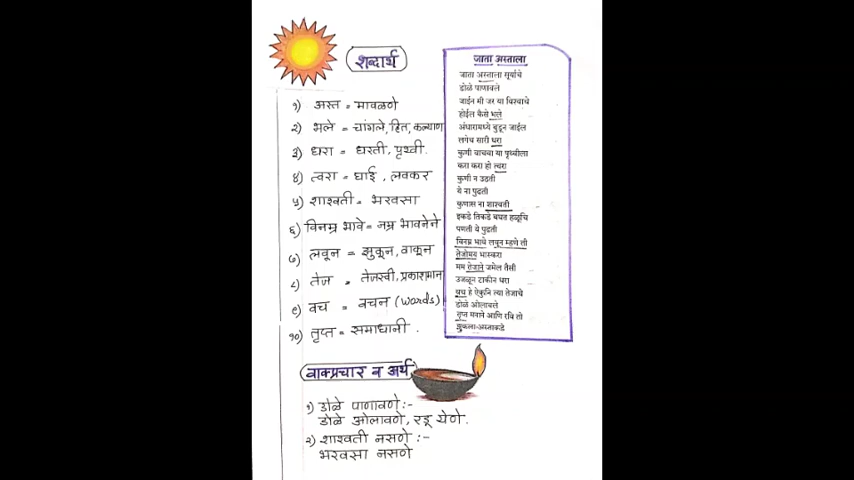 शब्दार्थ
१) अस्त = मावळणे
२) भले = चांगले, हित, कल्याण
३) धरा = धरती, पृथ्वी.
४) त्वरा = घाई, लवकर
५) शाश्वती = भरवसा
६) विनम्र भावे = नम्र भावनेने
७) लवून = झुकून, वाकून
८) तेज = तेजस्वी, प्रकाशमान
९) वच = वचन (words)
१०) तृप्त = समाधानी .
वाक्प्रचार व अर्थ
१) डोळे पाणावणे :-
डोळे ओलावणे, रडू येणे.
२) शाश्वती नसणे :-
भरवसा नसणे
जाता अस्ताला
जाता अस्ताला सूर्याचे
डोळे पाणावले
जाईन मी जर या विश्वाचे
होईल कैसे भले
अंधारामध्ये बुडून जाईल
लगेच सारी धरा
कुणी वाचवा या पृथ्वीला
करा करा हो त्वरा
कुणी न उठती
ये ना पुढती
कुणास ना शाश्वती
इकडे तिकडे बघत हळूचि
पणती ये पुढती
विनम्र भावे लवून म्हणे ती
तेजोमय भास्करा
मम तेजाने जमेल तैसी
उजळून टाकीन धरा
वच हे ऐकुनि त्या तेजाचे
डोळे ओलावले
तृप्त मनाने आणि रवि तो
झुकला-अस्ताकडे